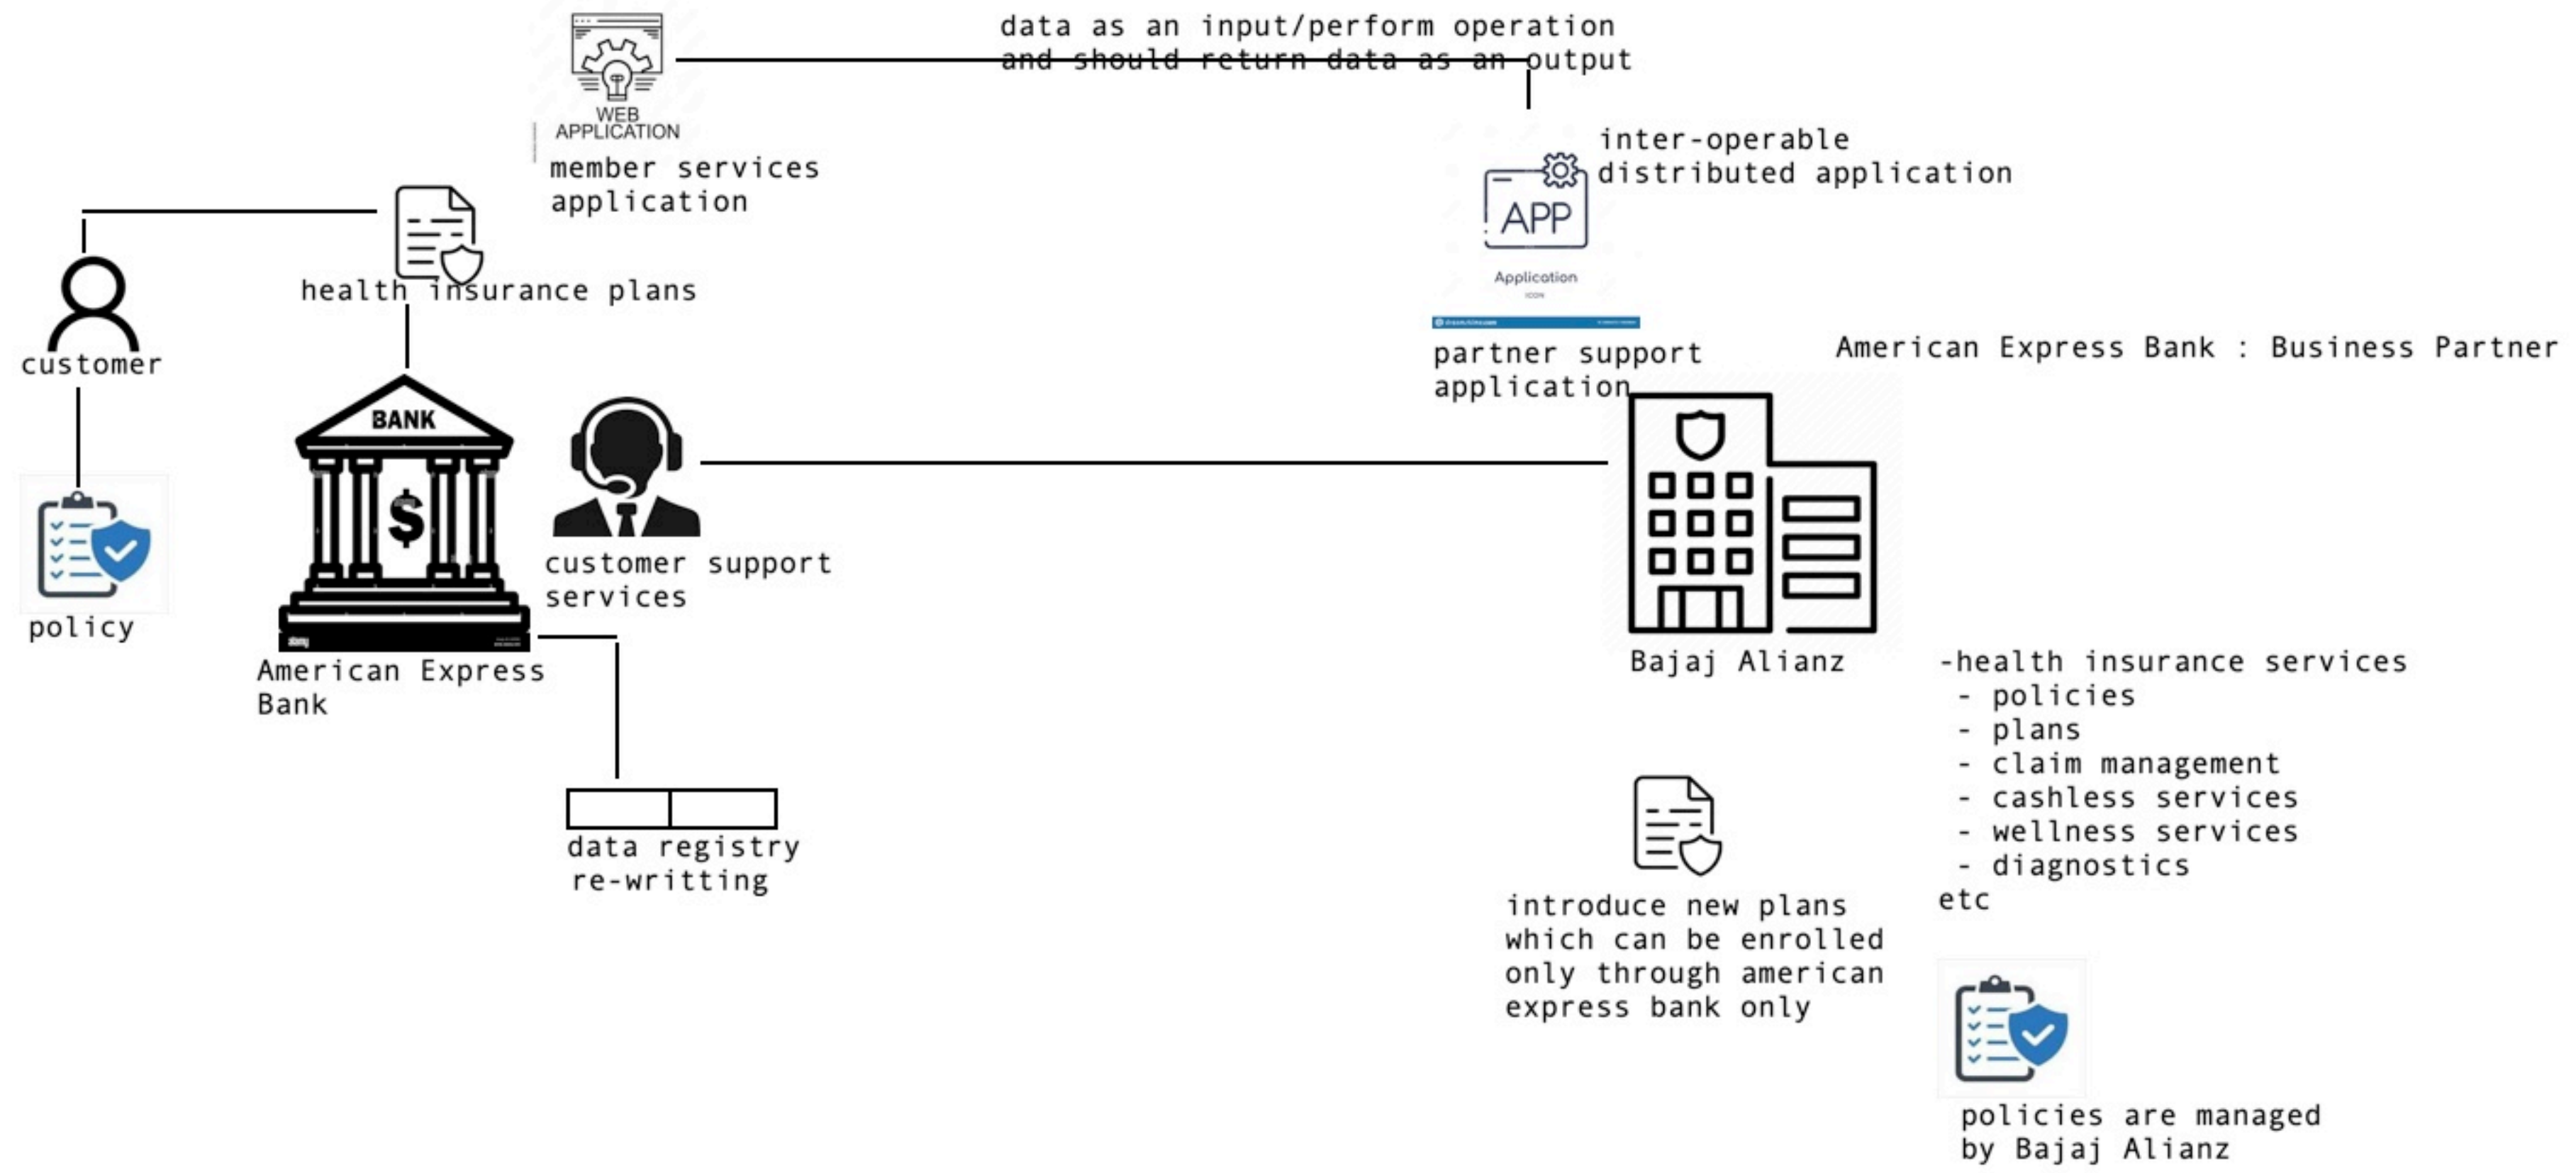 data as an input/perform operation
and should return data as an output
WEB
APPLICATION
member services
application
inter-operable
distributed application
APP
Application
ICON
health insurance plans
customer
partner support
application
American Express Bank : Business Partner
BANK
$
customer support
services
policy
American Express
Bank
Bajaj Alianz
-health insurance services
- policies
- plans
- claim management
- cashless services
- wellness services
- diagnostics
etc
data registry
re-writting
introduce new plans
which can be enrolled
only through american
express bank only
policies are managed
by Bajaj Alianz